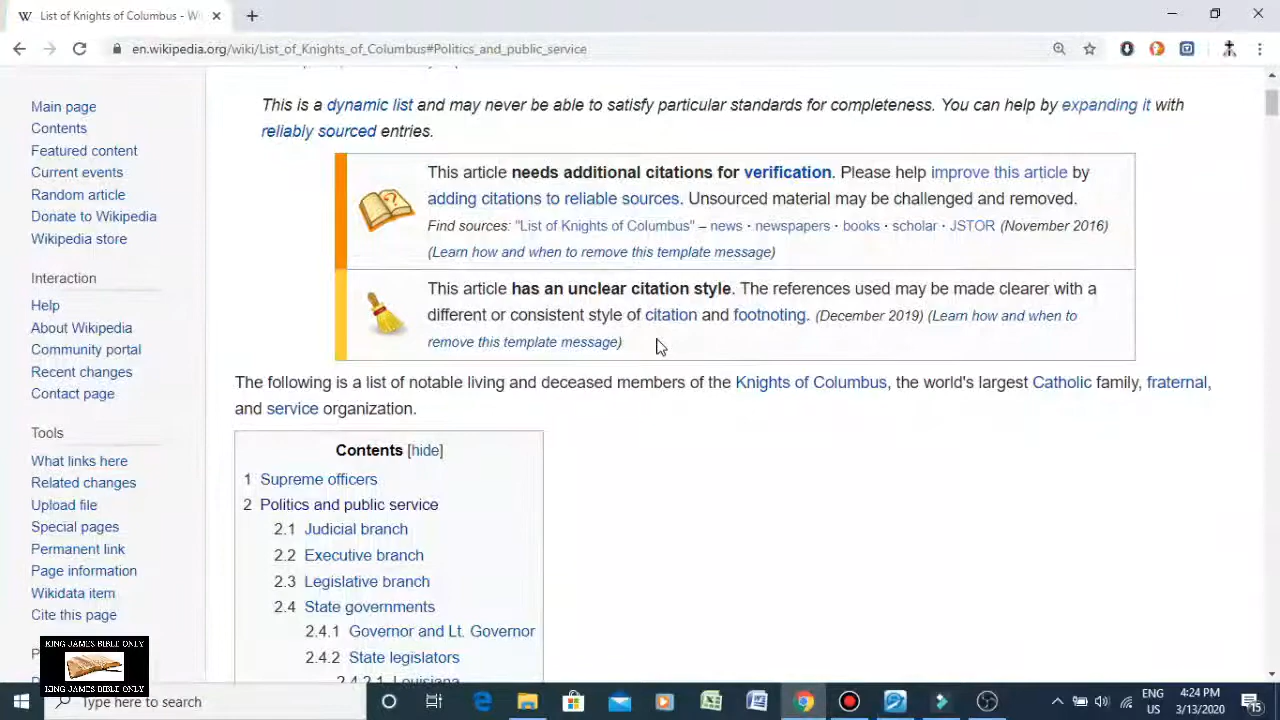 List of Knights of Columbus - Wi
en.wikipedia.org/wiki/List_of_Knights_of_Columbus#Politics_and_public_service
Main page
Contents
Featured content
Current events
Random article
Donate to Wikipedia
Wikipedia store
Interaction
Help
About Wikipedia
Community portal
Recent changes
Contact page
Tools
What links here
Related changes
Upload file
Special pages
Permanent link
Page information
Wikidata item
Cite this page
This is a dynamic list and may never be able to satisfy particular standards for completeness. You can help by expanding it with
reliably sourced entries.
This article needs additional citations for verification. Please help improve this article by
adding citations to reliable sources. Unsourced material may be challenged and removed.
Find sources: "List of Knights of Columbus" – news · newspapers · books · scholar · JSTOR (November 2016)
(Learn how and when to remove this template message)
This article has an unclear citation style. The references used may be made clearer with a
different or consistent style of citation and footnoting. (December 2019) (Learn how and when to
remove this template message)
The following is a list of notable living and deceased members of the Knights of Columbus, the world's largest Catholic family, fraternal,
and service organization.
Contents [hide]
1 Supreme officers
2 Politics and public service
2.1 Judicial branch
2.2 Executive branch
2.3 Legislative branch
2.4 State governments
2.4.1 Governor and Lt. Governor
2.4.2 State legislators
2.4.2.1 Louisiana
KING JAMES BIBLE ONLY
KING JAMES BIBLE ONLY
Type here to search
ENG
US
4:24 PM
3/13/2020
15